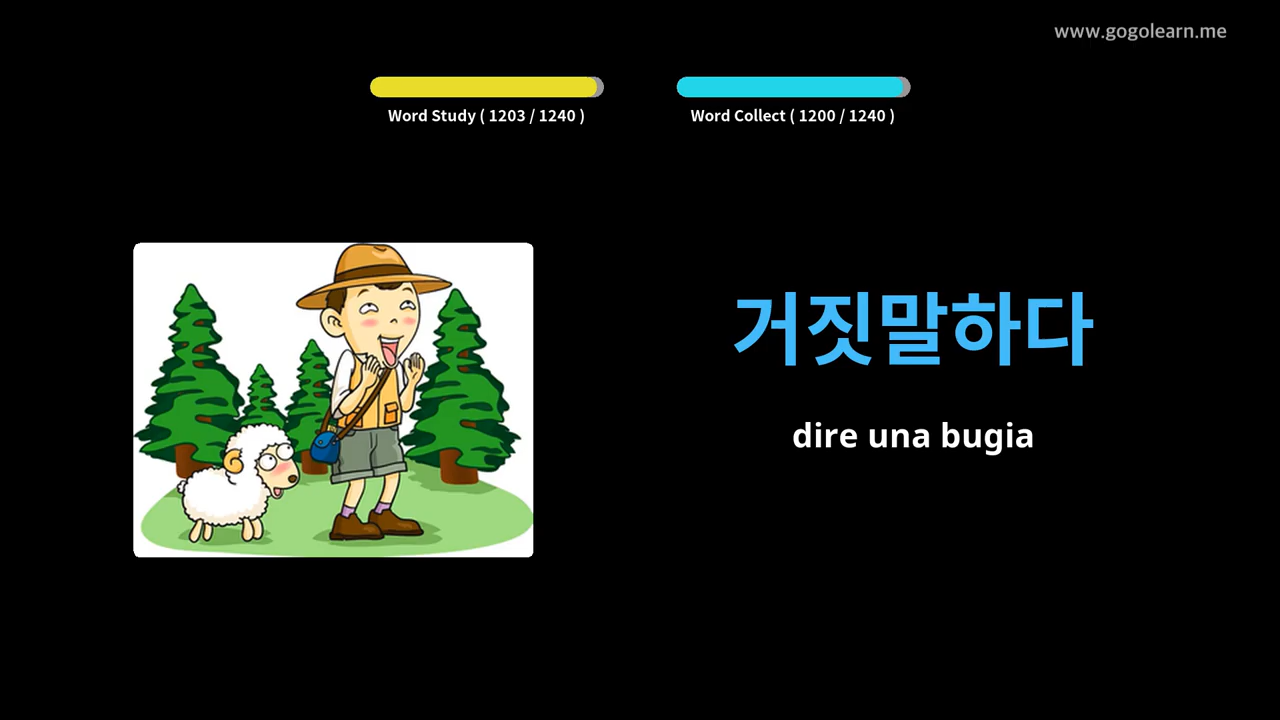 www.gogolearn.me
Word Study ( 1203 / 1240 )
Word Collect ( 1200 / 1240 )
거짓말하다
dire una bugia